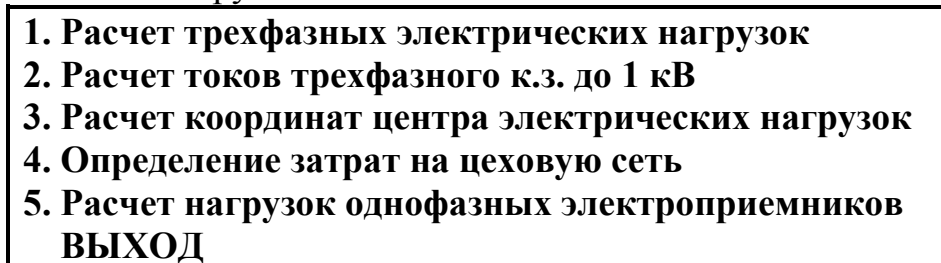 1. Расчет трехфазных электрических нагрузок
2. Расчет токов трехфазного к.з. до 1 кВ
3. Расчет координат центра электрических нагрузок
4. Определение затрат на цеховую сеть
5. Расчет нагрузок однофазных электроприемников
ВЫХОД